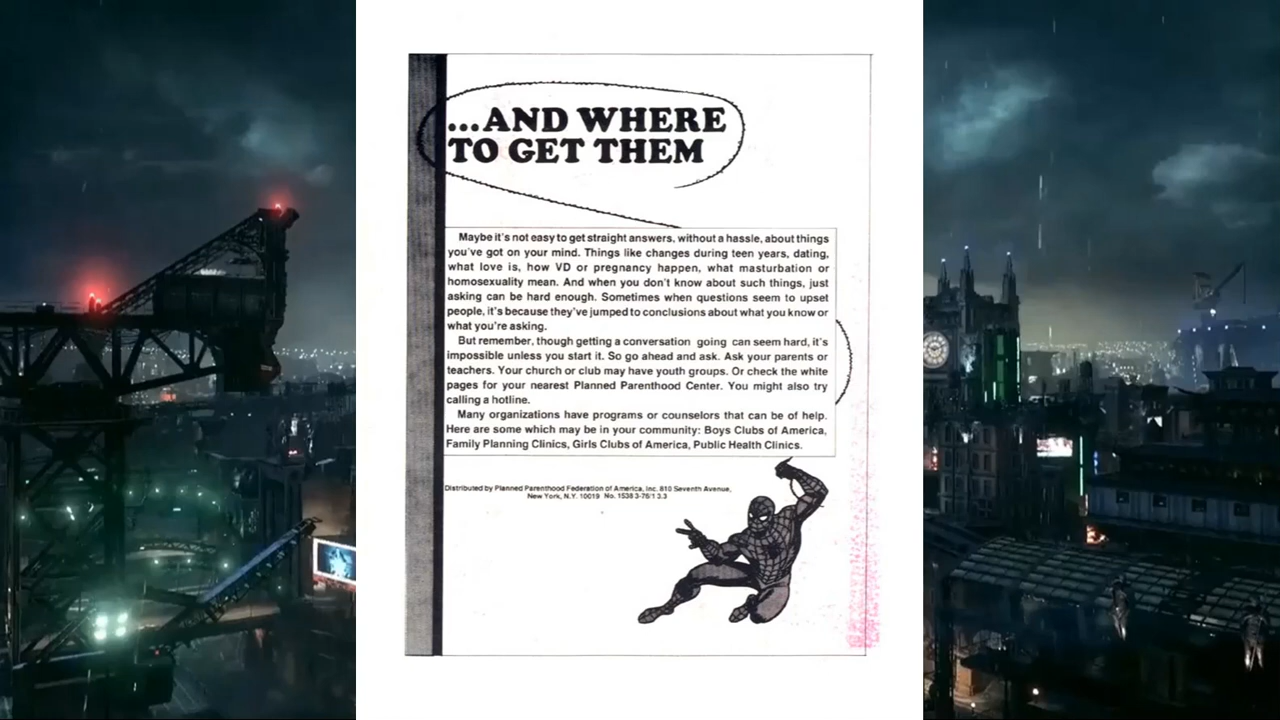 ...AND WHERE
TO GET THEM
Maybe it's not easy to get straight answers, without a hassle, about things
you've got on your mind. Things like changes during teen years, dating,
what love is, how VD or pregnancy happen, what masturbation or
homosexuality mean. And when you don't know about such things, just
asking can be hard enough. Sometimes when questions seem to upset
people, it's because they've jumped to conclusions about what you know or
what you're asking.
But remember, though getting a conversation going can seem hard, it's
impossible unless you start it. So go ahead and ask. Ask your parents or
teachers. Your church or club may have youth groups. Or check the white
pages for your nearest Planned Parenthood Center. You might also try
calling a hotline.
Many organizations have programs or counselors that can be of help.
Here are some which may be in your community: Boys Clubs of America,
Family Planning Clinics, Girls Clubs of America, Public Health Clinics.
Distributed by Planned Parenthood Federation of America, Inc. 810 Seventh Avenue,
New York, N.Y. 10019 No. 1538 3-76/1 3.3